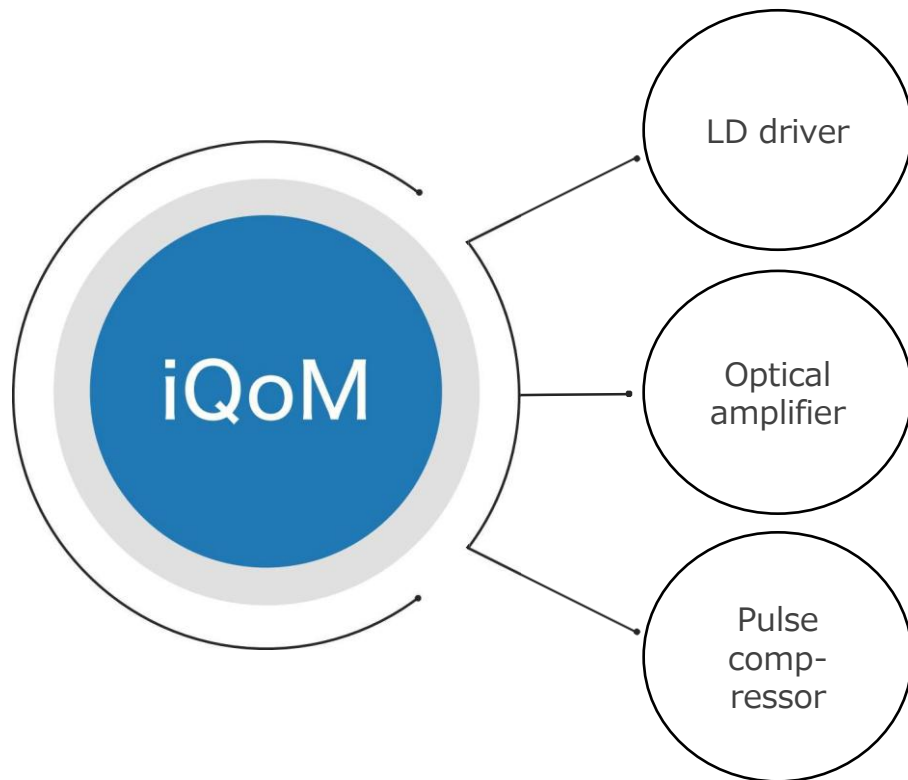 iQoM
LD driver
Optical
amplifier
Pulse
comp-
ressor